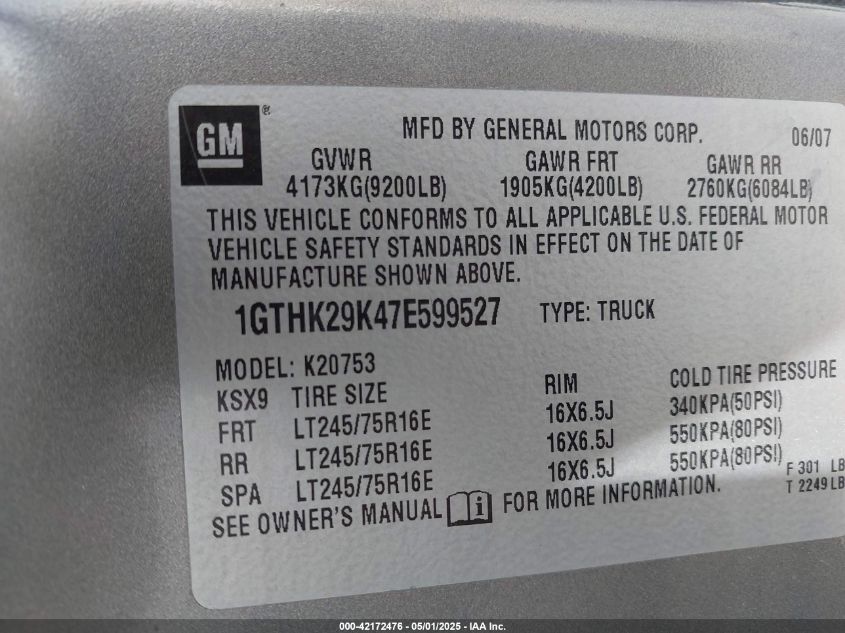 GM ®
MFD BY GENERAL MOTORS CORP. 06/07
GVWR GAWR FRT GAWR RR
4173KG(9200LB) 1905KG(4200LB) 2760KG(6084LB)
THIS VEHICLE CONFORMS TO ALL APPLICABLE U.S. FEDERAL MOTOR
VEHICLE SAFETY STANDARDS IN EFFECT ON THE DATE OF
MANUFACTURE SHOWN ABOVE.
1GTHK29K47E599527 TYPE: TRUCK
MODEL: K20753
KSX9 TIRE SIZE RIM COLD TIRE PRESSURE
FRT LT245/75R16E 16X6.5J 340KPA(50PSI)
RR LT245/75R16E 16X6.5J 550KPA(80PSI)
SPA LT245/75R16E 16X6.5J 550KPA(80PSI) F 301 LB
T 2249 LB
SEE OWNER'S MANUAL i FOR MORE INFORMATION.
000-42172476 - 05/01/2025 - IAA Inc.